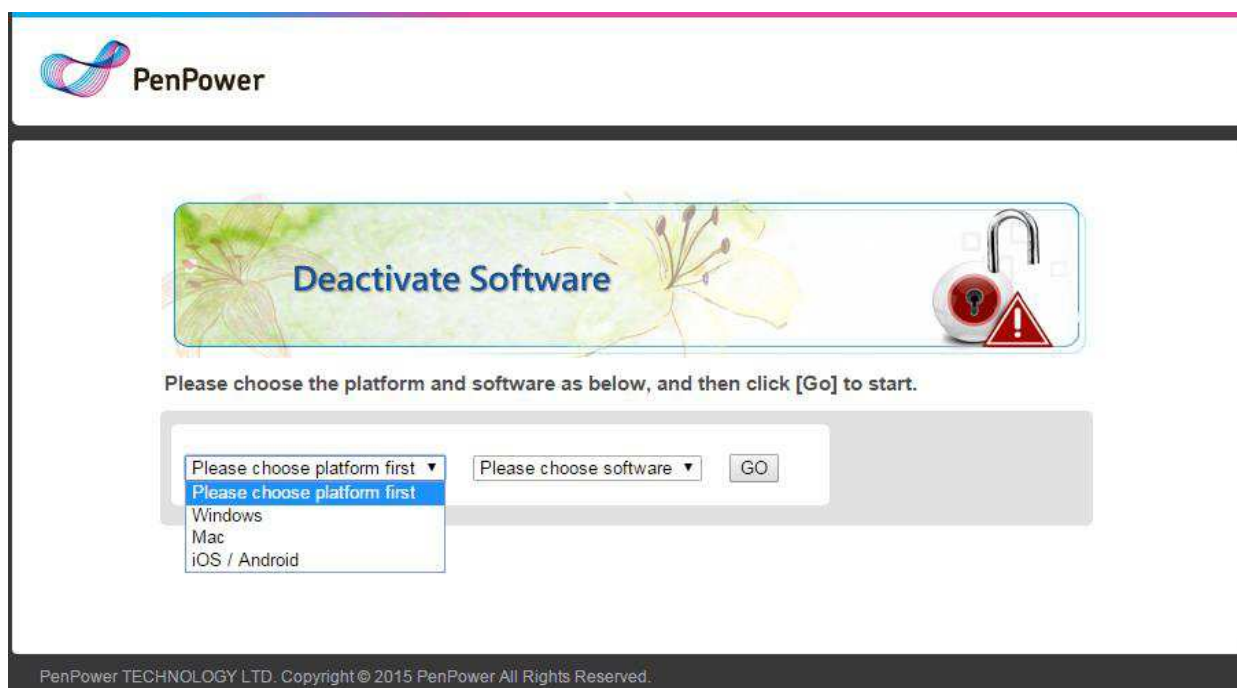 PenPower
Deactivate Software
Please choose the platform and software as below, and then click [Go] to start.
Please choose platform first ▼ Please choose software ▼ GO
Please choose platform first
Windows
Mac
iOS / Android
PenPower TECHNOLOGY LTD. Copyright © 2015 PenPower All Rights Reserved.